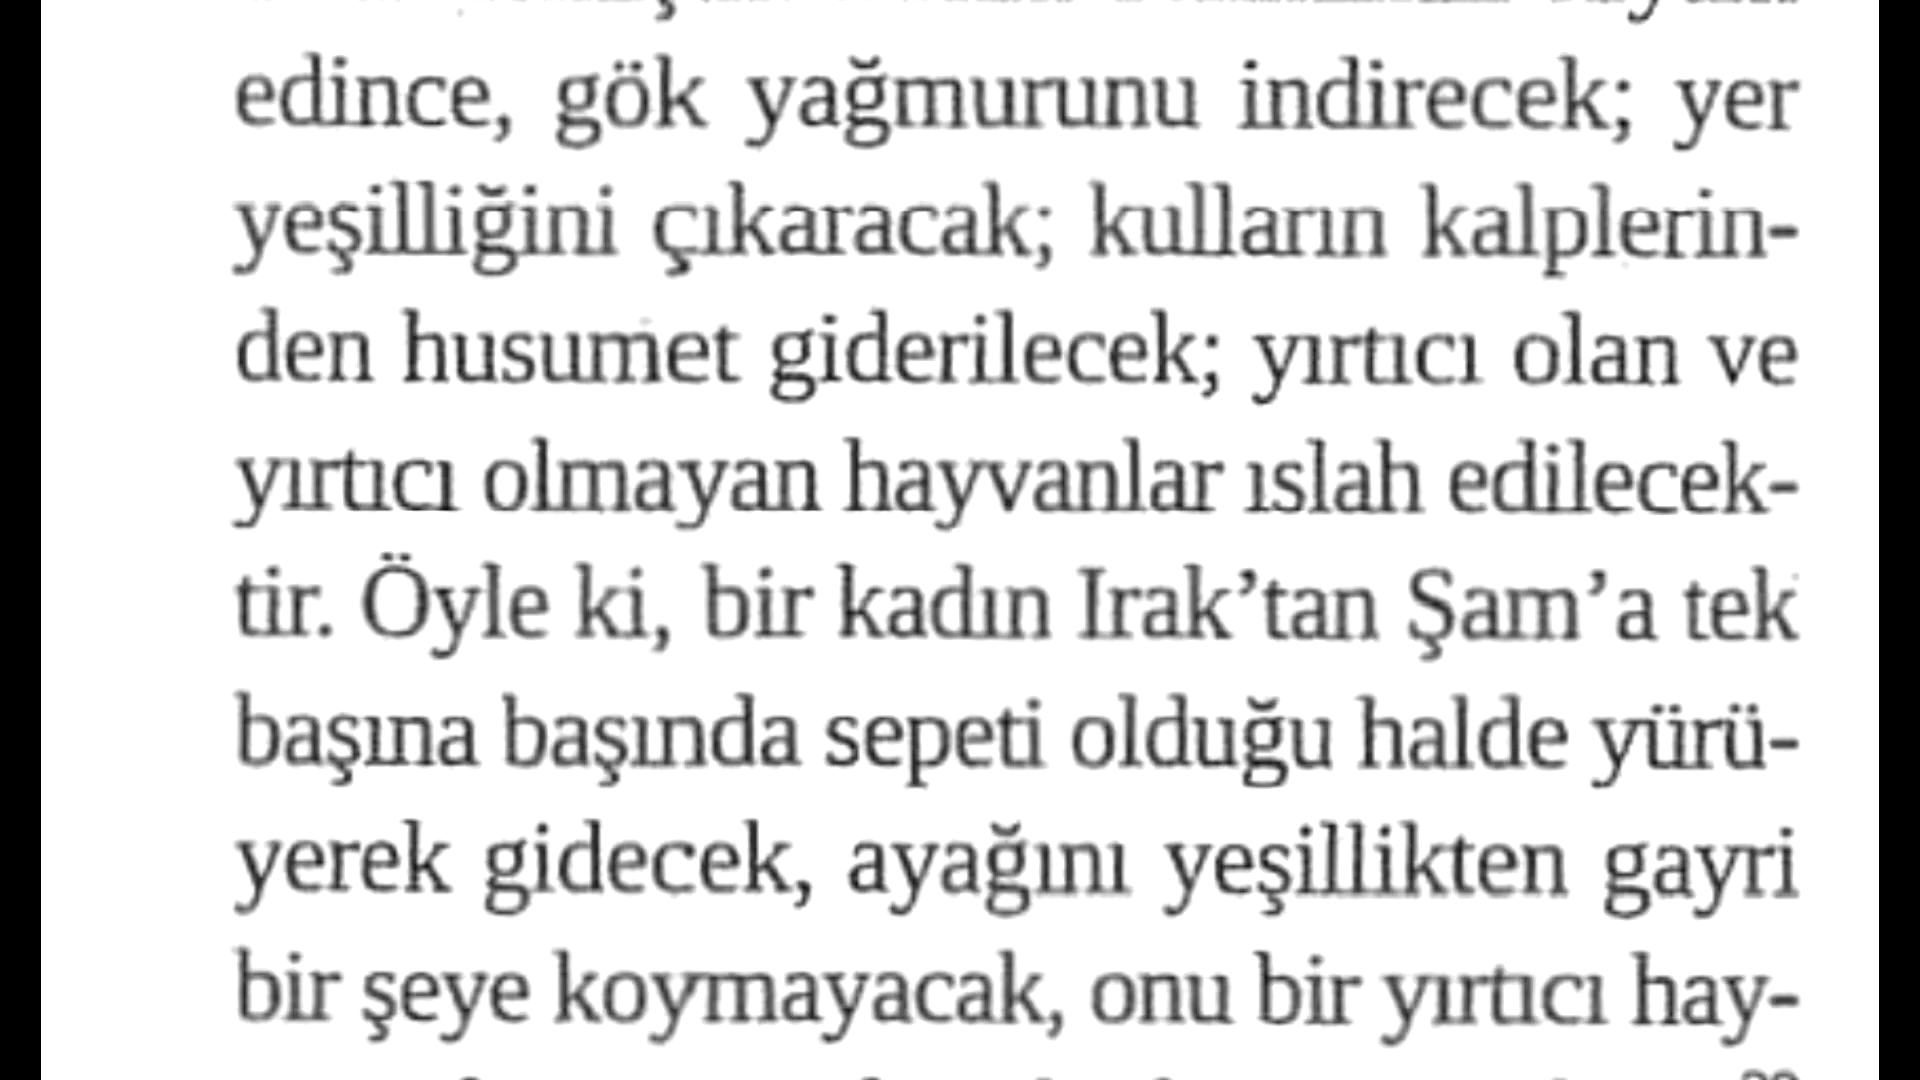 edince, gök yağmurunu indirecek; yer
yeşilliğini çıkaracak; kulların kalplerin-
den husumet giderilecek; yırtıcı olan ve
yırtıcı olmayan hayvanlar ıslah edilecek-
tir. Öyle ki, bir kadın Irak’tan Şam’a tek
başına başında sepeti olduğu halde yürü-
yerek gidecek, ayağını yeşillikten gayri
bir şeye koymayacak, onu bir yırtıcı hay-